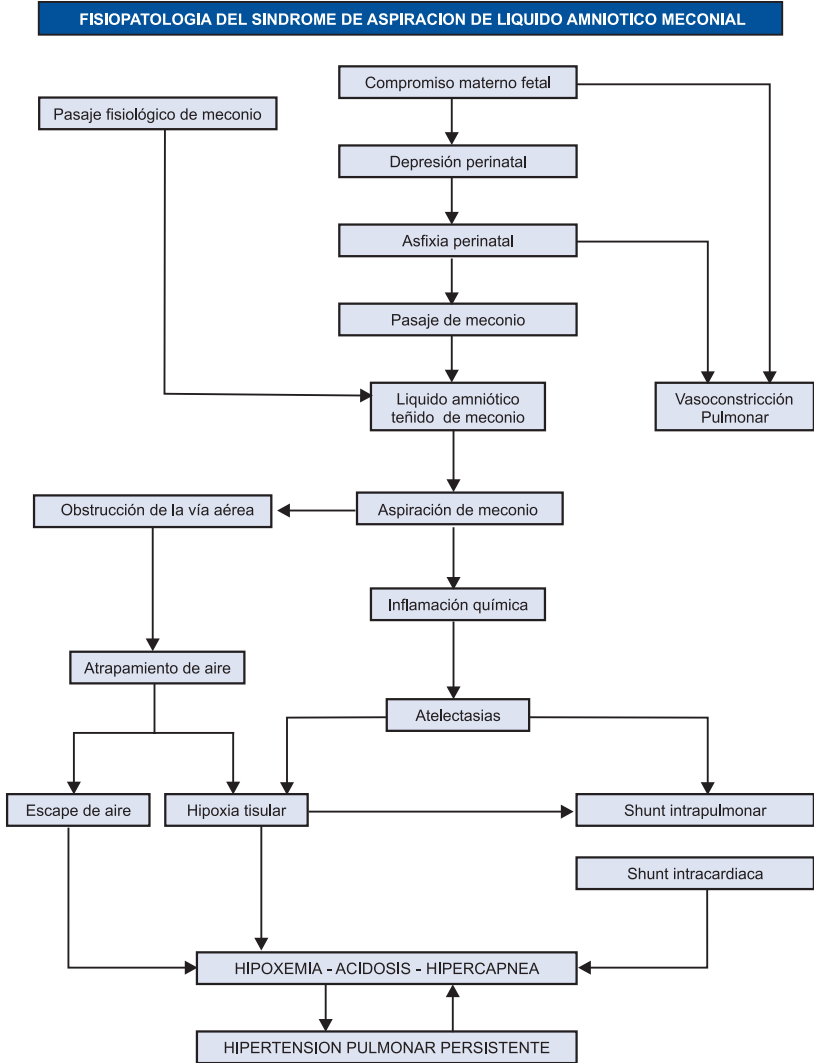 FISIOPATOLOGIA DEL SINDROME DE ASPIRACION DE LIQUIDO AMNIOTICO MECONIAL
Compromiso materno fetal
Pasaje fisiológico de meconio
Depresión perinatal
Asfixia perinatal
Pasaje de meconio
Liquido amniótico
teñido de meconio
Vasoconstricción
Pulmonar
Obstrucción de la vía aérea
Aspiración de meconio
Inflamación química
Atrapamiento de aire
Atelectasias
Escape de aire
Hipoxia tisular
Shunt intrapulmonar
Shunt intracardiaca
HIPOXEMIA - ACIDOSIS - HIPERCAPNEA
HIPERTENSION PULMONAR PERSISTENTE